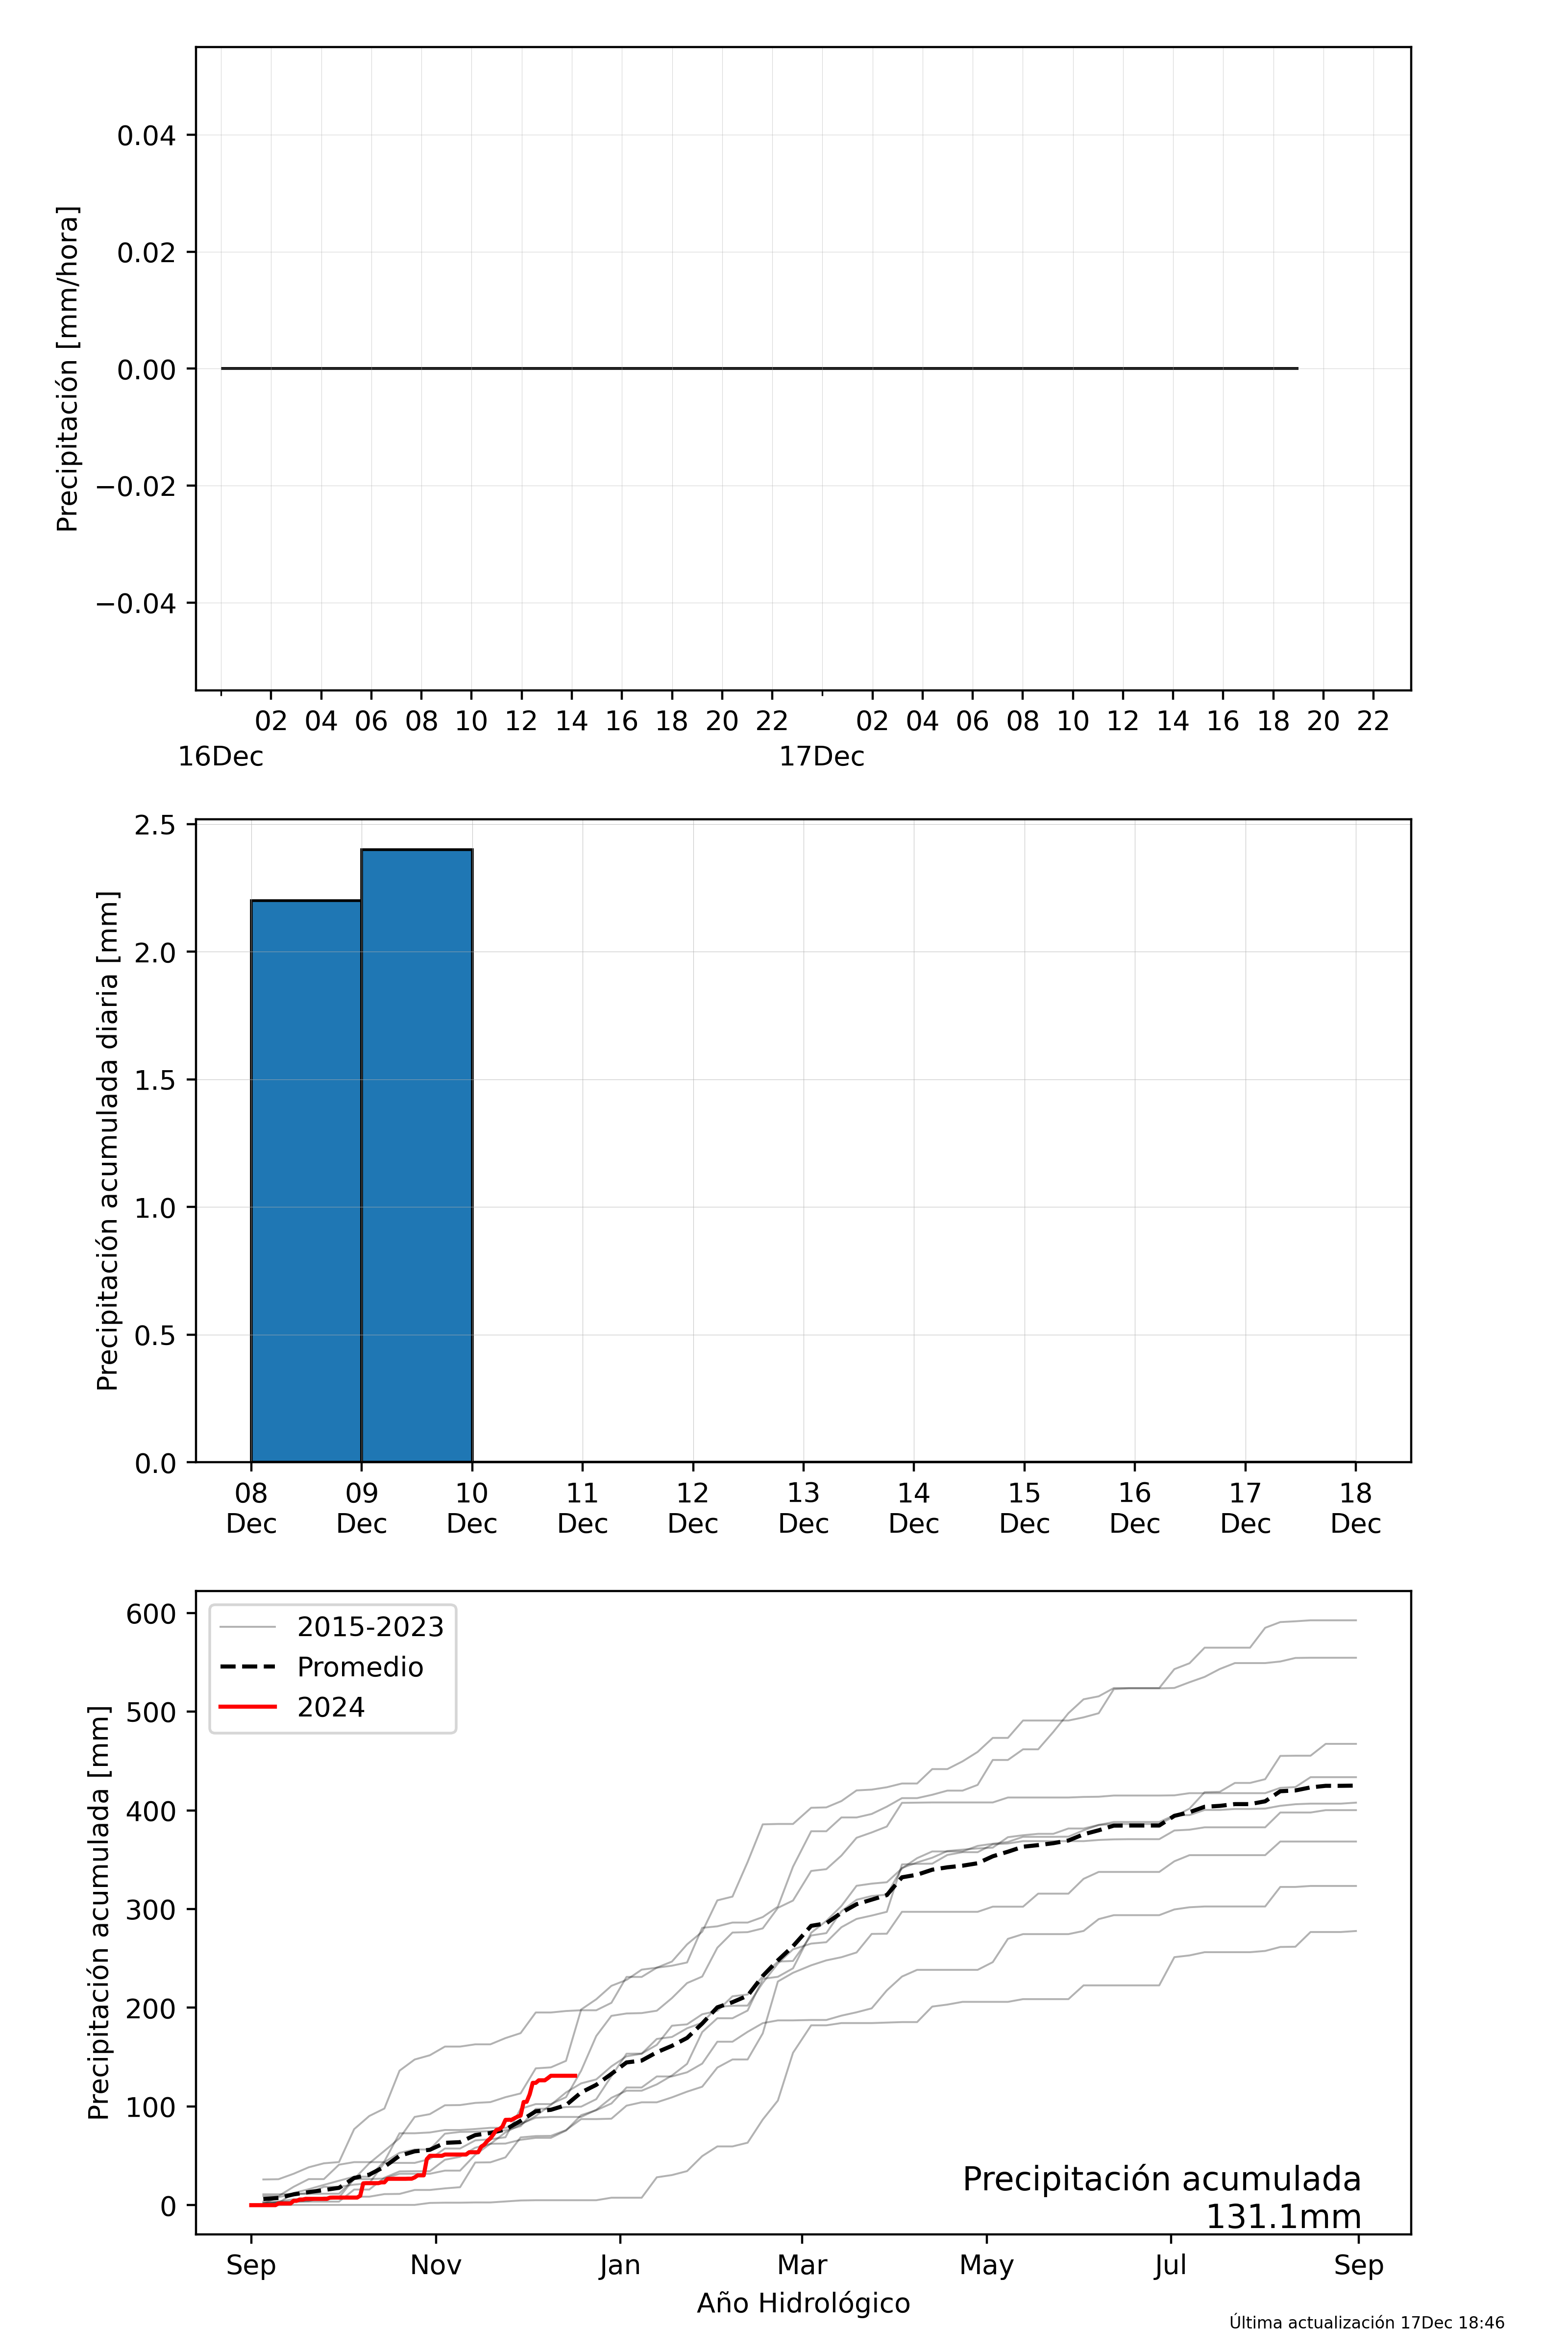 Precipitación [mm/hora]
0.04
0.02
0.00
−0.02
−0.04
02 04 06 08 10 12 14 16 18 20 22 02 04 06 08 10 12 14 16 18 20 22
16Dec 17Dec
Precipitación acumulada diaria [mm]
2.5
2.0
1.5
1.0
0.5
0.0
08 09 10 11 12 13 14 15 16 17 18
Dec Dec Dec Dec Dec Dec Dec Dec Dec Dec Dec
Precipitación acumulada [mm]
600
500
400
300
200
100
0
2015-2023
Promedio
2024
Precipitación acumulada
131.1mm
Sep Nov Jan Mar May Jul Sep
Año Hidrológico
Última actualización 17Dec 18:46